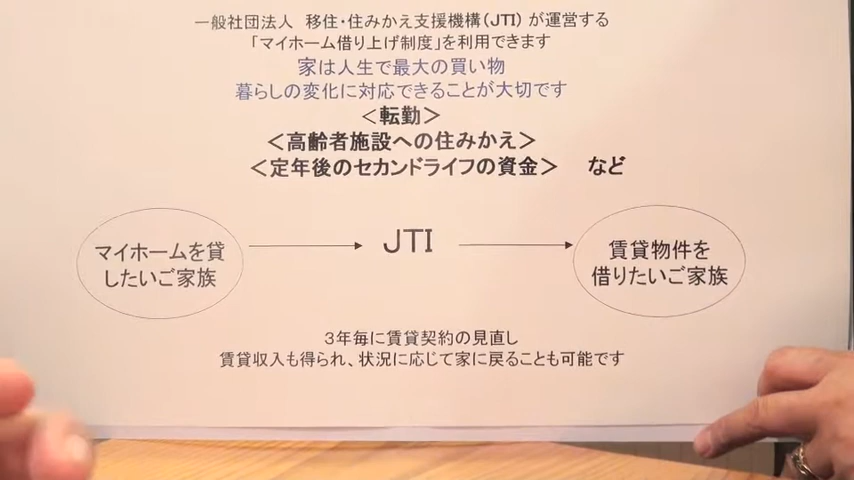 一般社団法人　移住・住みかえ支援機構（JTI）が運営する
「マイホーム借り上げ制度」を利用できます
家は人生で最大の買い物
暮らしの変化に対応できることが大切です
＜転勤＞
＜高齢者施設への住みかえ＞
＜定年後のセカンドライフの資金＞　など
マイホームを貸
したいご家族
JTI
賃貸物件を
借りたいご家族
３年毎に賃貸契約の見直し
賃貸収入も得られ、状況に応じて家に戻ることも可能です